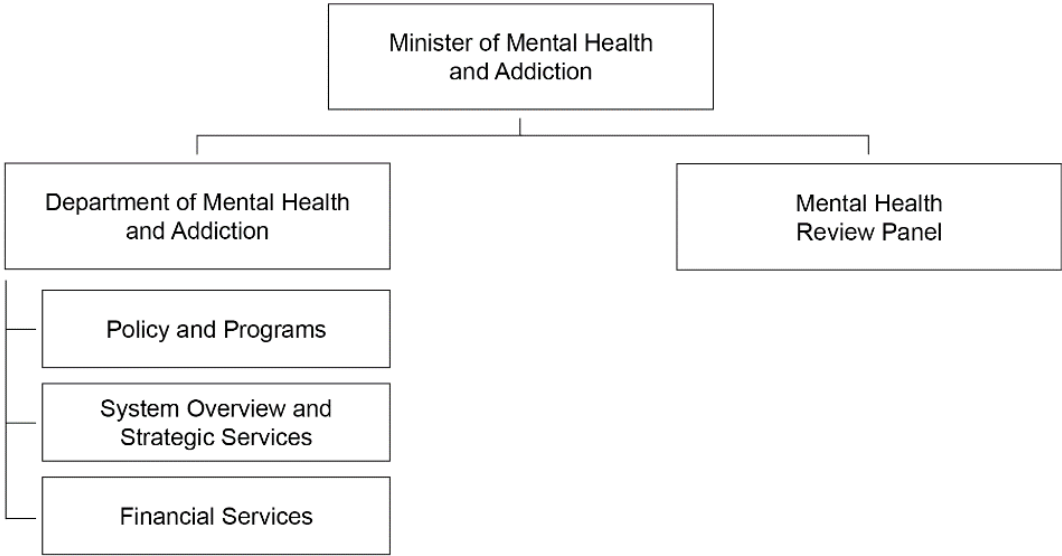 Minister of Mental Health
and Addiction
Department of Mental Health
and Addiction
Mental Health
Review Panel
Policy and Programs
System Overview and
Strategic Services
Financial Services